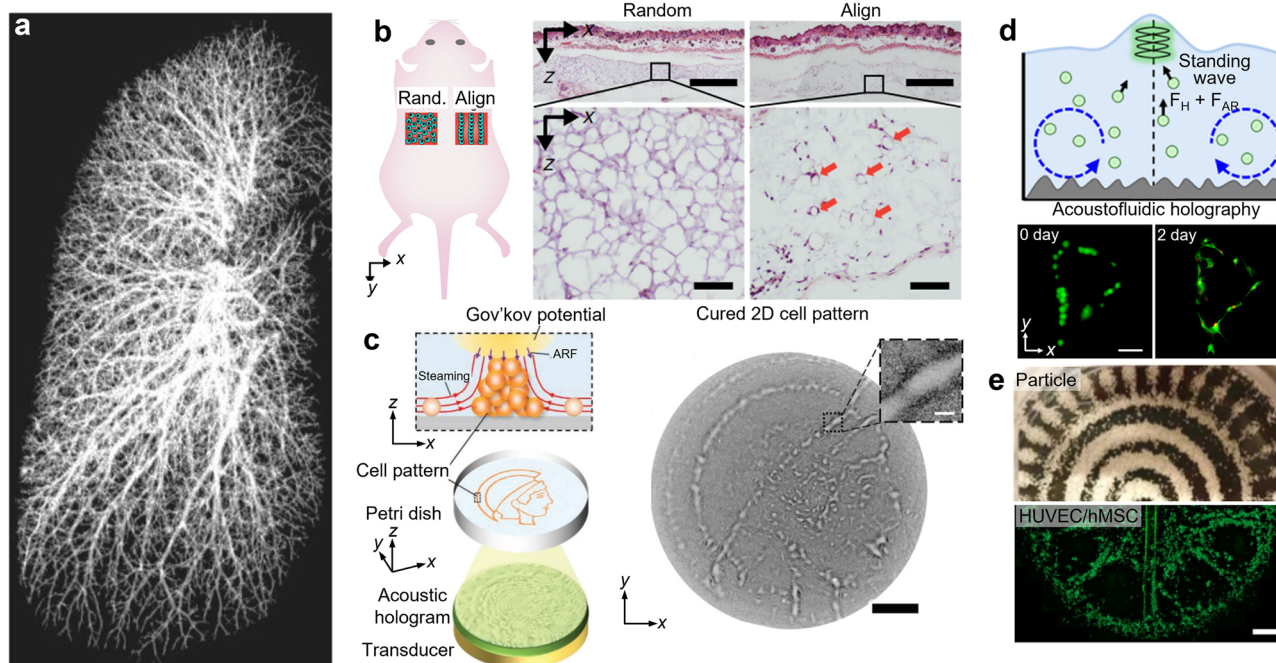 a
b
Rand. Align
x
y
Random
x
z
x
z
Align
c
Gov'kov potential
ARF
Steaming
z
x
Cell pattern
Petri dish
z
y
x
Acoustic
hologram
Transducer
Cured 2D cell pattern
y
x
d
Standing
wave
F_H + F_AR
Acoustofluidic holography
0 day
2 day
y
x
e
Particle
HUVEC/hMSC